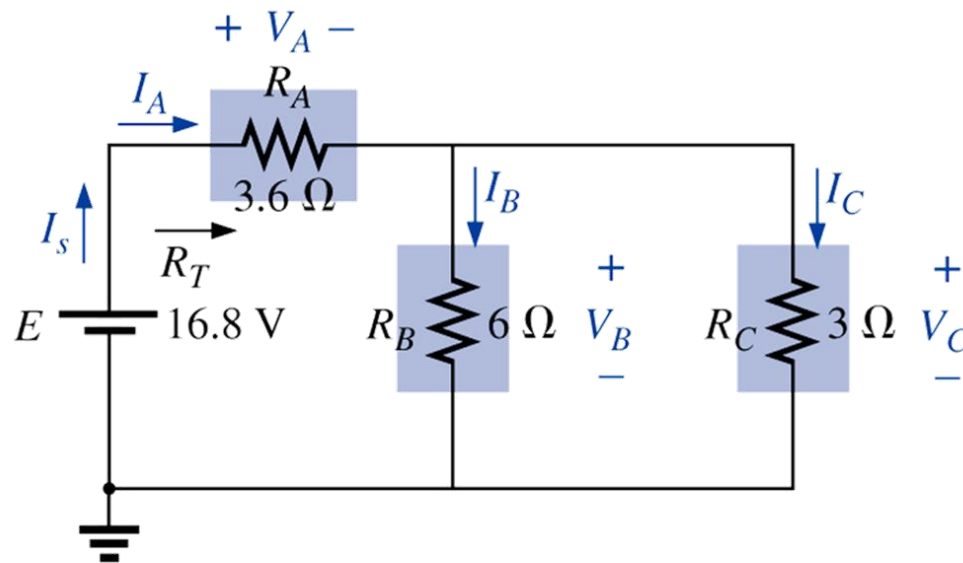 + V_A −
R_A
I_A
3.6 Ω
I_s
R_T
E 16.8 V
I_B
I_C
R_B 6 Ω
+ V_B −
R_C 3 Ω
+ V_C −